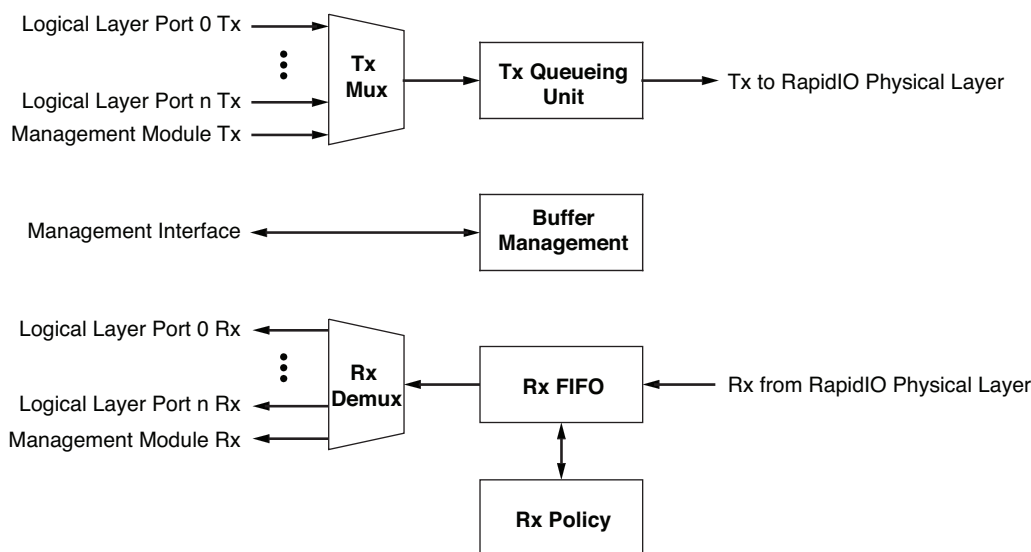 Logical Layer Port 0 Tx
Logical Layer Port n Tx
Management Module Tx
Tx
Mux
Tx Queueing
Unit
Tx to RapidIO Physical Layer
Management Interface
Buffer
Management
Logical Layer Port 0 Rx
Logical Layer Port n Rx
Management Module Rx
Rx
Demux
Rx FIFO
Rx from RapidIO Physical Layer
Rx Policy